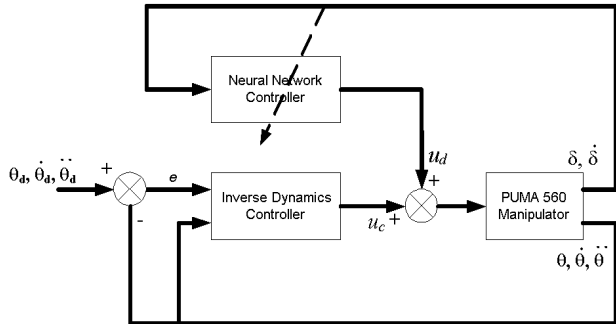 Neural Network
Controller
δ, δ̇
u_d
θ_d, θ̇_d, θ̈_d
+
e
Inverse Dynamics
Controller
+
PUMA 560
Manipulator
-
u_c
+
θ, θ̇, θ̈